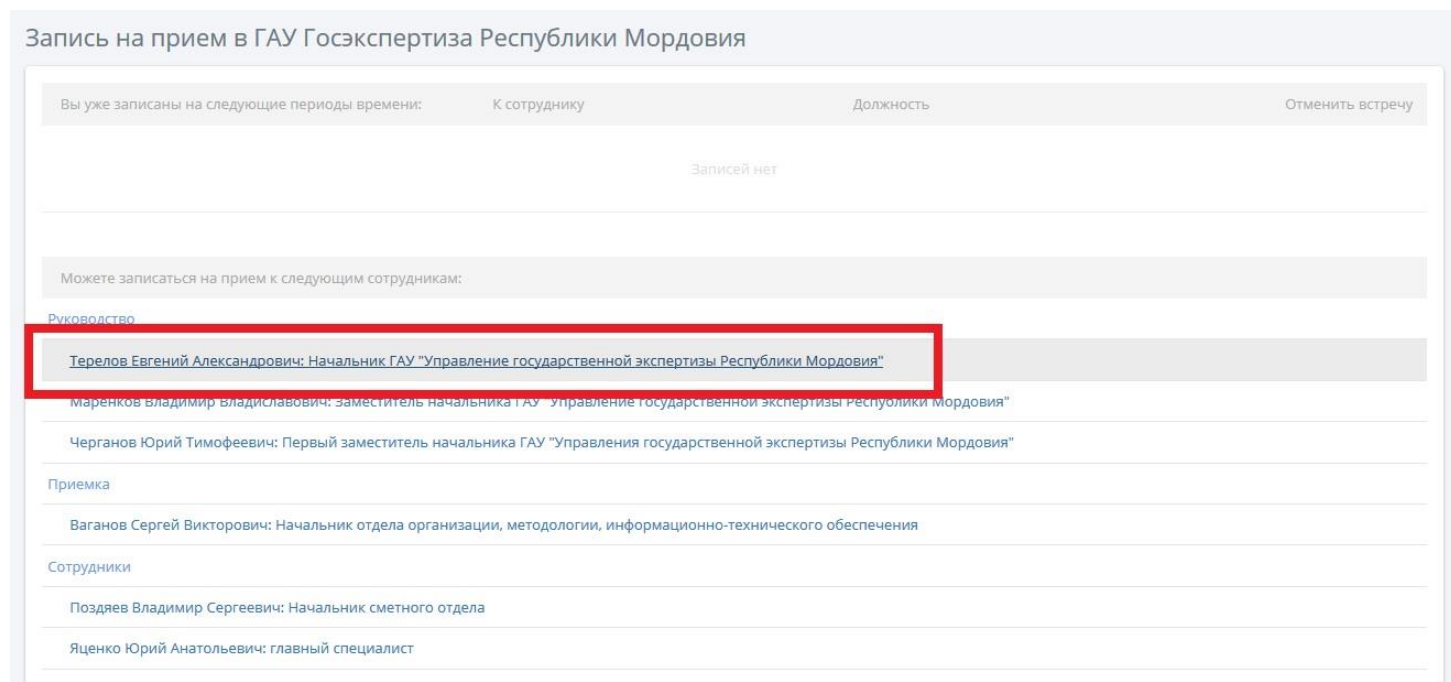 Запись на прием в ГАУ Госэкспертиза Республики Мордовия
Вы уже записаны на следующие периоды времени: К сотруднику Должность Отменить встречу
Записей нет
Можете записаться на прием к следующим сотрудникам:
Руководство
Терелов Евгений Александрович: Начальник ГАУ "Управление государственной экспертизы Республики Мордовия"
Маренков Владимир Владиславович: Заместитель начальника ГАУ "Управление государственной экспертизы Республики Мордовия"
Черганов Юрий Тимофеевич: Первый заместитель начальника ГАУ "Управления государственной экспертизы Республики Мордовия"
Приемка
Ваганов Сергей Викторович: Начальник отдела организации, методологии, информационно-технического обеспечения
Сотрудники
Поздяев Владимир Сергеевич: Начальник сметного отдела
Яценко Юрий Анатольевич: главный специалист